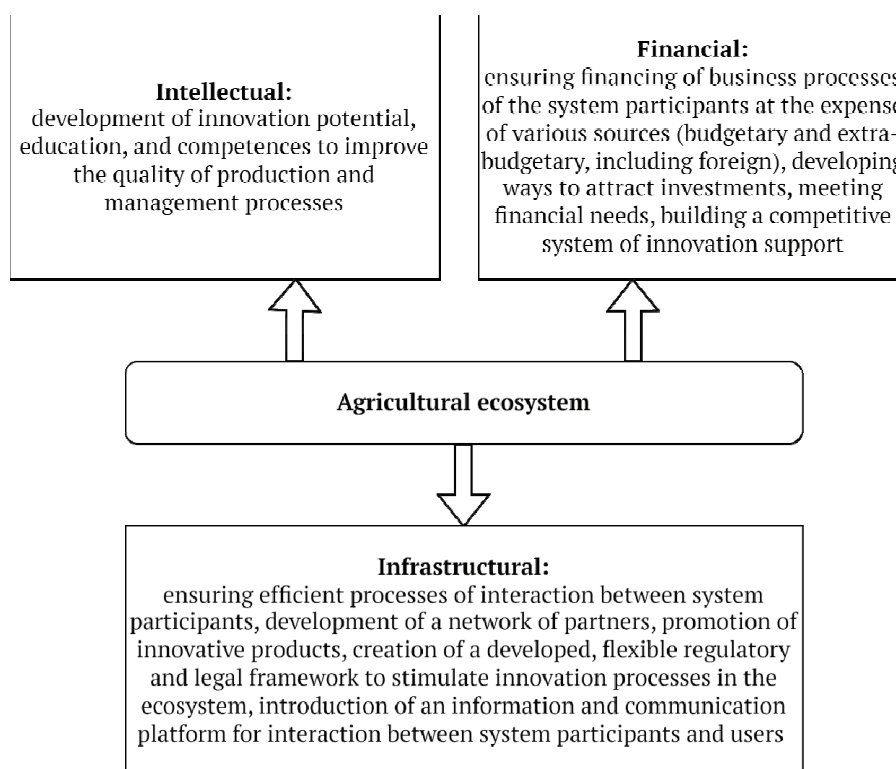 Intellectual:
development of innovation potential,
education, and competences to improve
the quality of production and
management processes
Financial:
ensuring financing of business processes
of the system participants at the expense
of various sources (budgetary and extra-
budgetary, including foreign), developing
ways to attract investments, meeting
financial needs, building a competitive
system of innovation support
Agricultural ecosystem
Infrastructural:
ensuring efficient processes of interaction between system
participants, development of a network of partners, promotion of
innovative products, creation of a developed, flexible regulatory
and legal framework to stimulate innovation processes in the
ecosystem, introduction of an information and communication
platform for interaction between system participants and users